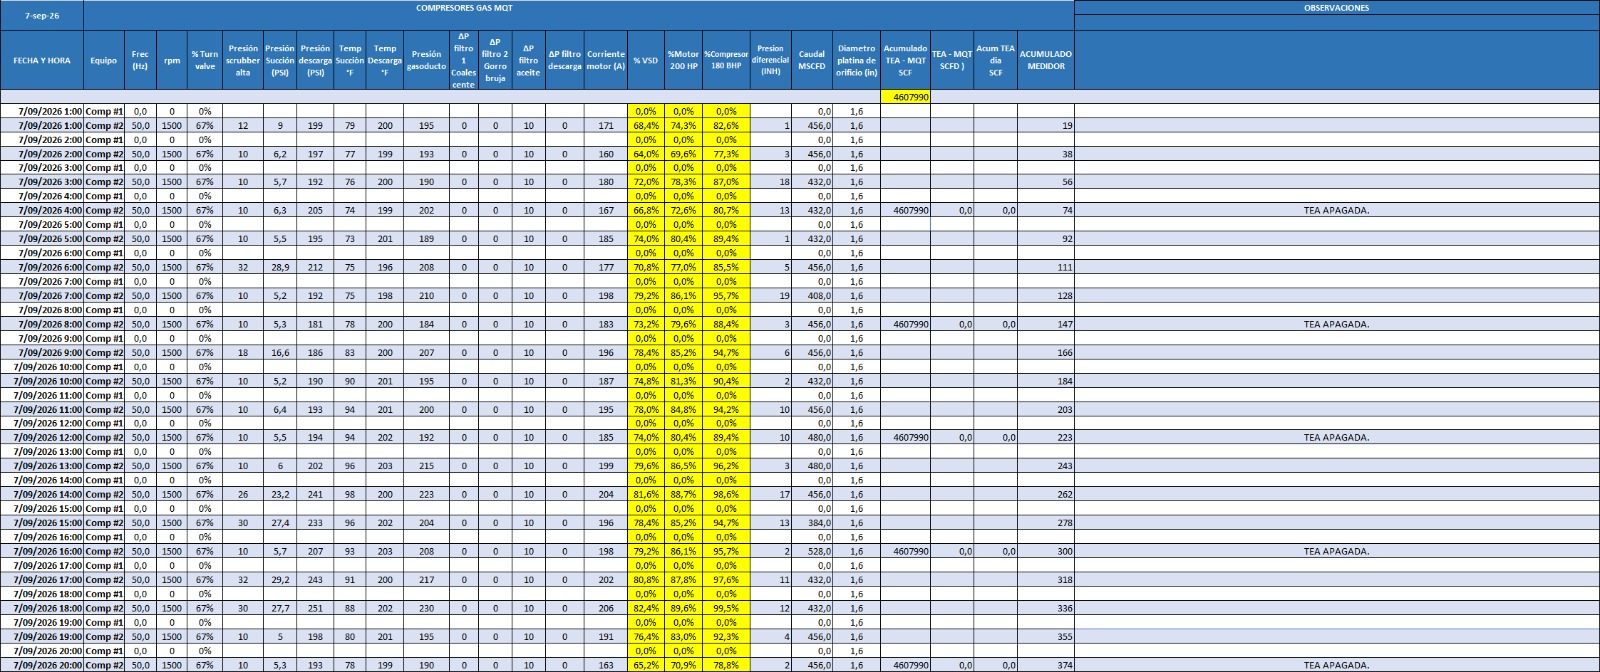 7-sep-26 COMPRESORES GAS MQT OBSERVACIONES
FECHA Y HORA Equipo Frec (Hz) rpm % Turn valve Presión scrubber alta Presión Succión (PSI) Presión descarga (PSI) Temp Succión °F Temp Descarga °F Presión gasoducto ΔP filtro 1 Coales cente ΔP filtro 2 Gorro bruja ΔP filtro aceite ΔP filtro descarga Corriente motor (A) % VSD %Motor 200 HP %Compresor 180 BHP Presion diferencial (INH) Caudal MSCFD Diametro platina de orificio (in) Acumulado TEA - MQT SCF TEA - MQT SCFD ) Acum TEA dia SCF ACUMULADO MEDIDOR
4607990
7/09/2026 1:00 Comp #1 0,0 0 0% 0,0% 0,0% 0,0% 0,0 1,6
7/09/2026 1:00 Comp #2 50,0 1500 67% 12 9 199 79 200 195 0 0 10 0 171 68,4% 74,3% 82,6% 1 456,0 1,6 19
7/09/2026 2:00 Comp #1 0,0 0 0% 0,0% 0,0% 0,0% 0,0 1,6
7/09/2026 2:00 Comp #2 50,0 1500 67% 10 6,2 197 77 199 193 0 0 10 0 160 64,0% 69,6% 77,3% 3 456,0 1,6 38
7/09/2026 3:00 Comp #1 0,0 0 0% 0,0% 0,0% 0,0% 0,0 1,6
7/09/2026 3:00 Comp #2 50,0 1500 67% 10 5,7 192 76 200 190 0 0 10 0 180 72,0% 78,3% 87,0% 18 432,0 1,6 56
7/09/2026 4:00 Comp #1 0,0 0 0% 0,0% 0,0% 0,0% 0,0 1,6
7/09/2026 4:00 Comp #2 50,0 1500 67% 10 6,3 205 74 199 202 0 0 10 0 167 66,8% 72,6% 80,7% 13 432,0 1,6 4607990 0,0 0,0 74 TEA APAGADA.
7/09/2026 5:00 Comp #1 0,0 0 0% 0,0% 0,0% 0,0% 0,0 1,6
7/09/2026 5:00 Comp #2 50,0 1500 67% 10 5,5 195 73 201 189 0 0 10 0 185 74,0% 80,4% 89,4% 1 432,0 1,6 92
7/09/2026 6:00 Comp #1 0,0 0 0% 0,0% 0,0% 0,0% 0,0 1,6
7/09/2026 6:00 Comp #2 50,0 1500 67% 32 28,9 212 75 196 208 0 0 10 0 177 70,8% 77,0% 85,5% 5 456,0 1,6 111
7/09/2026 7:00 Comp #1 0,0 0 0% 0,0% 0,0% 0,0% 0,0 1,6
7/09/2026 7:00 Comp #2 50,0 1500 67% 10 5,2 192 75 198 210 0 0 10 0 198 79,2% 86,1% 95,7% 19 408,0 1,6 128
7/09/2026 8:00 Comp #1 0,0 0 0% 0,0% 0,0% 0,0% 0,0 1,6
7/09/2026 8:00 Comp #2 50,0 1500 67% 10 5,3 181 78 200 184 0 0 10 0 183 73,2% 79,6% 88,4% 3 456,0 1,6 4607990 0,0 0,0 147 TEA APAGADA.
7/09/2026 9:00 Comp #1 0,0 0 0% 0,0% 0,0% 0,0% 0,0 1,6
7/09/2026 9:00 Comp #2 50,0 1500 67% 18 16,6 186 83 200 207 0 0 10 0 196 78,4% 85,2% 94,7% 6 456,0 1,6 166
7/09/2026 10:00 Comp #1 0,0 0 0% 0,0% 0,0% 0,0% 0,0 1,6
7/09/2026 10:00 Comp #2 50,0 1500 67% 10 5,2 190 90 201 195 0 0 10 0 187 74,8% 81,3% 90,4% 2 432,0 1,6 184
7/09/2026 11:00 Comp #1 0,0 0 0% 0,0% 0,0% 0,0% 0,0 1,6
7/09/2026 11:00 Comp #2 50,0 1500 67% 10 6,4 193 94 201 200 0 0 10 0 195 78,0% 84,8% 94,2% 10 456,0 1,6 203
7/09/2026 12:00 Comp #1 0,0 0 0% 0,0% 0,0% 0,0% 0,0 1,6
7/09/2026 12:00 Comp #2 50,0 1500 67% 10 5,5 194 94 202 192 0 0 10 0 185 74,0% 80,4% 89,4% 10 480,0 1,6 4607990 0,0 0,0 223 TEA APAGADA.
7/09/2026 13:00 Comp #1 0,0 0 0% 0,0% 0,0% 0,0% 0,0 1,6
7/09/2026 13:00 Comp #2 50,0 1500 67% 10 6 202 96 203 215 0 0 10 0 199 79,6% 86,5% 96,2% 3 480,0 1,6 243
7/09/2026 14:00 Comp #1 0,0 0 0% 0,0% 0,0% 0,0% 0,0 1,6
7/09/2026 14:00 Comp #2 50,0 1500 67% 26 23,2 241 98 200 223 0 0 10 0 204 81,6% 88,7% 98,6% 17 456,0 1,6 262
7/09/2026 15:00 Comp #1 0,0 0 0% 0,0% 0,0% 0,0% 0,0 1,6
7/09/2026 15:00 Comp #2 50,0 1500 67% 30 27,4 233 96 202 204 0 0 10 0 196 78,4% 85,2% 94,7% 13 384,0 1,6 278
7/09/2026 16:00 Comp #1 0,0 0 0% 0,0% 0,0% 0,0% 0,0 1,6
7/09/2026 16:00 Comp #2 50,0 1500 67% 10 5,7 207 93 203 208 0 0 10 0 198 79,2% 86,1% 95,7% 2 528,0 1,6 4607990 0,0 0,0 300 TEA APAGADA.
7/09/2026 17:00 Comp #1 0,0 0 0% 0,0% 0,0% 0,0% 0,0 1,6
7/09/2026 17:00 Comp #2 50,0 1500 67% 32 29,2 243 91 200 217 0 0 10 0 202 80,8% 87,8% 97,6% 11 432,0 1,6 318
7/09/2026 18:00 Comp #1 0,0 0 0% 0,0% 0,0% 0,0% 0,0 1,6
7/09/2026 18:00 Comp #2 50,0 1500 67% 30 27,7 251 88 202 230 0 0 10 0 206 82,4% 89,6% 99,5% 12 432,0 1,6 336
7/09/2026 19:00 Comp #1 0,0 0 0% 0,0% 0,0% 0,0% 0,0 1,6
7/09/2026 19:00 Comp #2 50,0 1500 67% 10 5 198 80 201 195 0 0 10 0 191 76,4% 83,0% 92,3% 4 456,0 1,6 355
7/09/2026 20:00 Comp #1 0,0 0 0% 0,0% 0,0% 0,0% 0,0 1,6
7/09/2026 20:00 Comp #2 50,0 1500 67% 10 5,3 193 78 199 190 0 0 10 0 163 65,2% 70,9% 78,8% 2 456,0 1,6 4607990 0,0 0,0 374 TEA APAGADA.